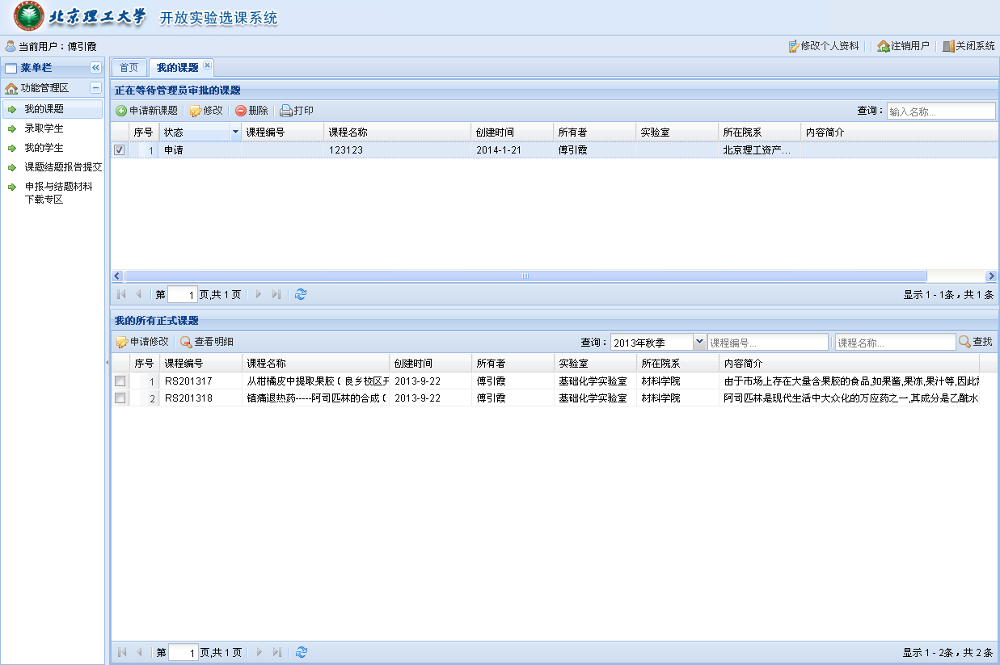 北京理工大学 开放实验选课系统
当前用户：傅引霞 修改个人资料 注销用户 关闭系统
菜单栏
功能管理区
我的课题
录取学生
我的学生
课题结题报告提交
申报与结题材料
下载专区
首页 我的课题
正在等待管理员审批的课题
申请新课题 修改 删除 打印 查询： 输入名称...
序号 状态 课程编号 课程名称 创建时间 所有者 实验室 所在院系 内容简介
1 申请 123123 2014-1-21 傅引霞 北京理工资产...
第 1 页,共 1 页 显示 1 - 1条，共 1 条
我的所有正式课题
申请修改 查看明细 查询： 2013年秋季 课程编号... 课程名称... 查找
序号 课程编号 课程名称 创建时间 所有者 实验室 所在院系 内容简介
1 RS201317 从柑橘皮中提取果胶（良乡校区开 2013-9-22 傅引霞 基础化学实验室 材料学院 由于市场上存在大量含果胶的食品,如果酱,果冻,果汁等,因此
2 RS201318 镇痛退热药-----阿司匹林的合成（ 2013-9-22 傅引霞 基础化学实验室 材料学院 阿司匹林是现代生活中大众化的万应药之一,其成分是乙酰水
第 1 页,共 1 页 显示 1 - 2条，共 2 条